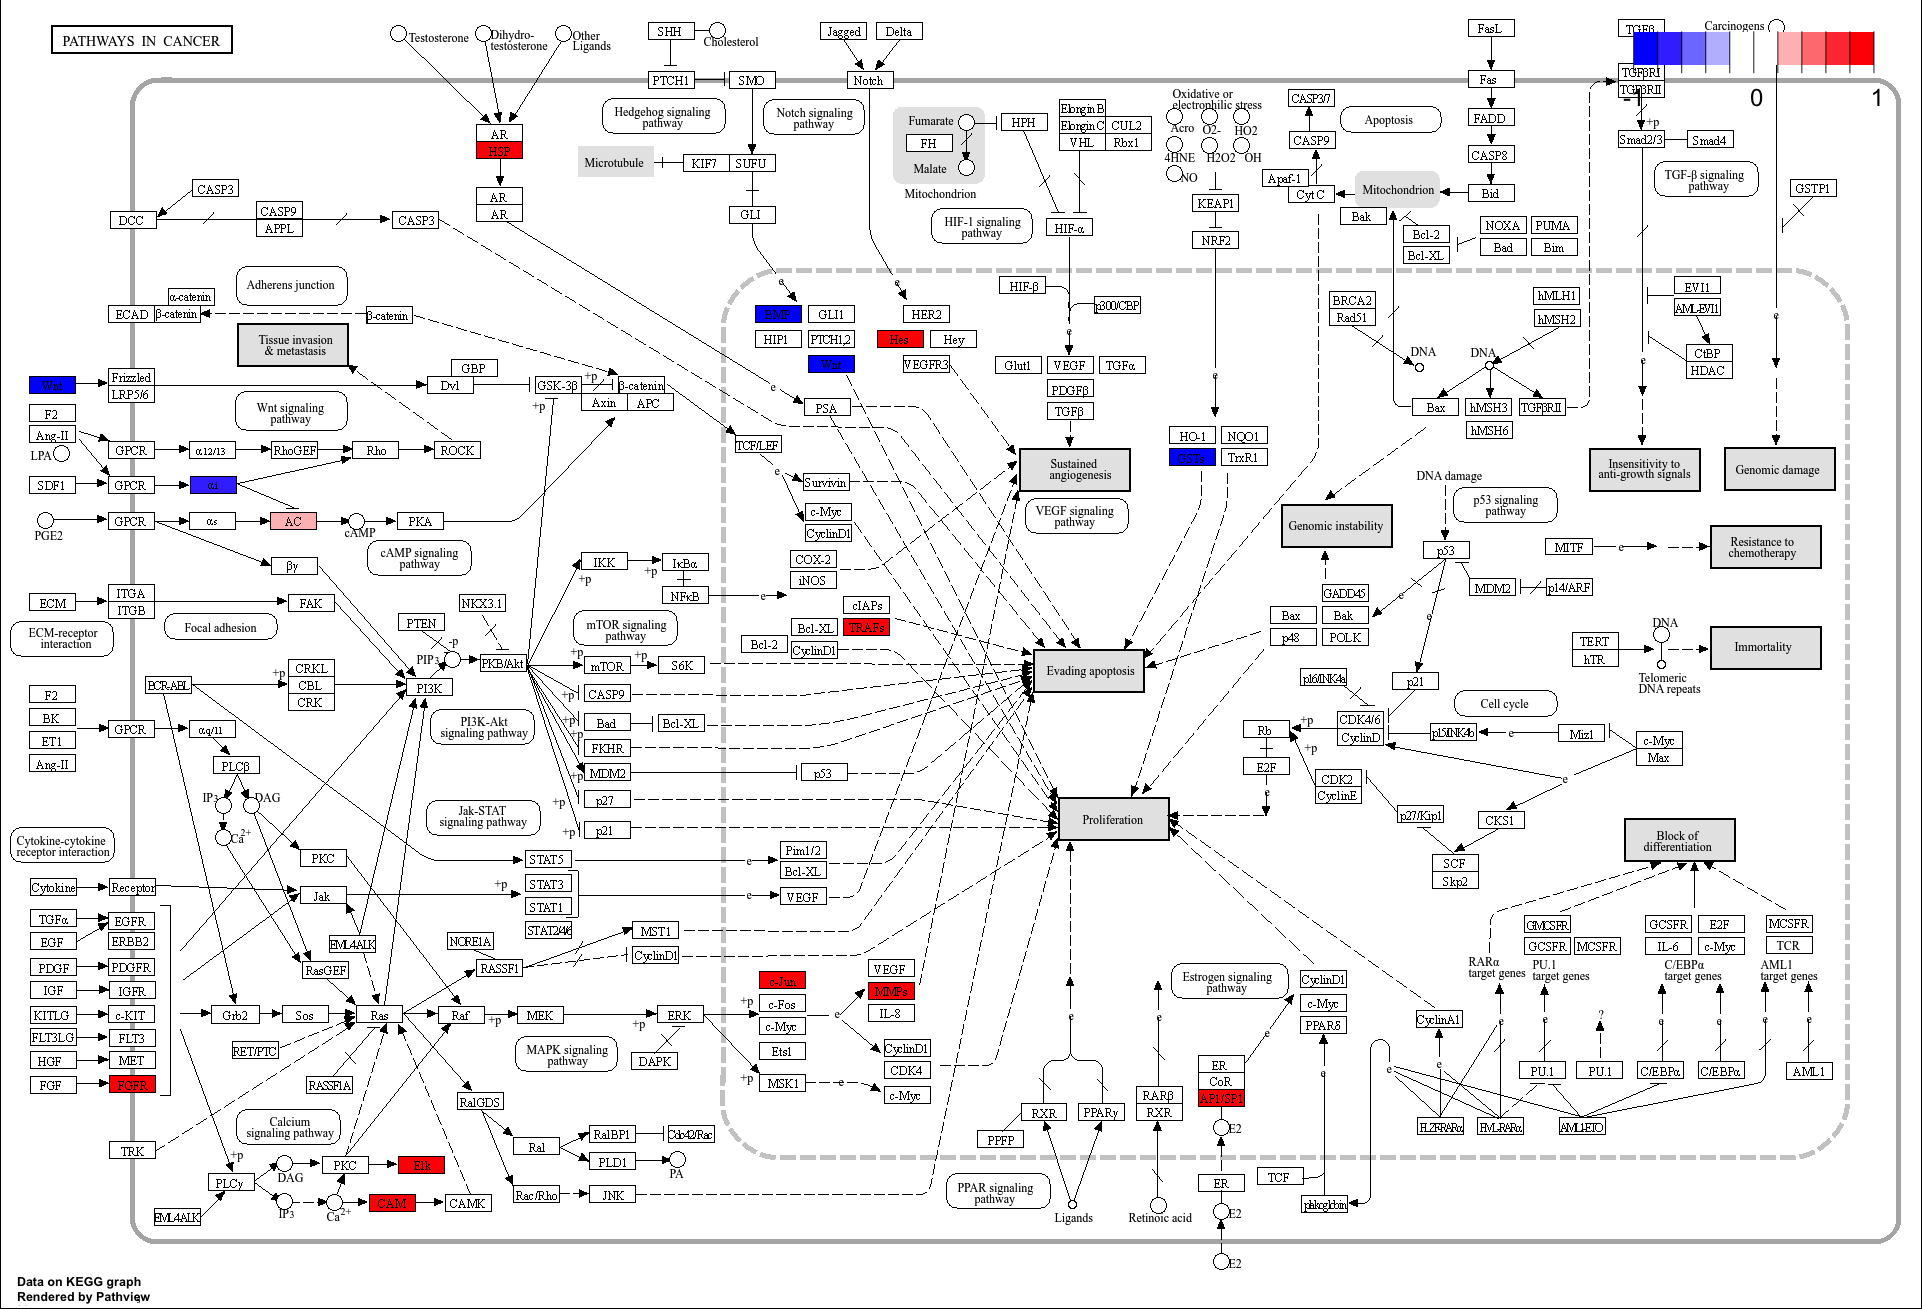 PATHWAYS IN CANCER
Testosterone
Dihydro-
testosterone
Other
Ligands
SHH
Cholesterol
PTCH1
SMO
Hedgehog signaling
pathway
Microtubule
KIF7
SUFU
GLI
Jagged
Delta
Notch
Notch signaling
pathway
Fumarate
FH
Malate
Mitochondrion
HPH
Elongin B
Elongin C
CUL2
VHL
Rbx1
HIF-1 signaling
pathway
HIF-α
Oxidative or
electrophilic stress
Acro
O2-
HO2
4HNE
H2O2
OH
NO
KEAP1
NRF2
CASP3/7
CASP9
Apaf-1
CytC
Apoptosis
Mitochondrion
FasL
Fas
FADD
CASP8
Bid
Bak
Bcl-2
Bcl-XL
NOXA
PUMA
Bad
Bim
TGFβ
TGFβRI
TGFβRII
-1
0
1
+p
Smad2/3
Smad4
TGF-β signaling
pathway
Carcinogens
GSTP1
AR
HSP
AR
AR
CASP3
DCC
CASP9
APPL
CASP3
Adherens junction
α-catenin
ECAD
β-catenin
β-catenin
Tissue invasion
& metastasis
e
BMP
GLI1
HIP1
PTCH1,2
Wnt
e
HER2
Hes
Hey
VEGFR3
HIF-β
p300/CBP
e
Glut1
VEGF
TGFα
PDGFβ
TGFβ
BRCA2
Rad51
hMLH1
hMSH2
DNA
DNA
Bax
hMSH3
TGFβRII
hMSH6
EVI1
AML-EVI1
CtBP
HDAC
e
e
e
Wnt
Frizzled
LRP5/6
Dvl
GBP
GSK-3β
+p
β-catenin
Axin
APC
+p
Wnt signaling
pathway
F2
Ang-II
LPA
GPCR
α12/13
RhoGEF
Rho
ROCK
SDF1
GPCR
αi
PGE2
GPCR
αs
AC
cAMP
PKA
cAMP signaling
pathway
βγ
e
PSA
TCF/LEF
e
Survivin
c-Myc
CyclinD1
COX-2
iNOS
Sustained
angiogenesis
VEGF signaling
pathway
HO-1
NQO1
GSTs
TrxR1
Genomic instability
DNA damage
p53 signaling
pathway
Insensitivity to
anti-growth signals
Genomic damage
p53
MITF
e
Resistance to
chemotherapy
MDM2
p14/ARF
e
e
GADD45
Bax
Bak
p48
POLK
TERT
hTR
DNA
Telomeric
DNA repeats
Immortality
ECM
ITGA
ITGB
FAK
ECM-receptor
interaction
Focal adhesion
NKX3.1
PTEN
PIP3
-p
PKB/Akt
IKK
+p
+p
IκBα
NFκB
e
mTOR signaling
pathway
cIAPs
Bcl-XL
TRAFs
Bcl-2
CyclinD1
+p
mTOR
+p
S6K
Evading apoptosis
BCR-ABL
+p
CRKL
CBL
CRK
PI3K
PI3K-Akt
signaling pathway
+p
CASP9
+p
Bad
Bcl-XL
+p
FKHR
+p
MDM2
p53
+p
p27
+p
p21
F2
BK
ET1
Ang-II
GPCR
αq/11
PLCβ
IP3
DAG
Ca2+
PKC
Jak-STAT
signaling pathway
p16/INK4a
p21
Cell cycle
Rb
+p
CDK4/6
CyclinD
p15/INK4b
e
Miz1
c-Myc
Max
+p
E2F
e
CDK2
CyclinE
e
p27/Kip1
CKS1
SCF
Skp2
Proliferation
Block of
differentiation
Cytokine-cytokine
receptor interaction
Cytokine
Receptor
Jak
+p
STAT5
STAT3
STAT1
STAT2/4/6
e
e
Pim1/2
Bcl-XL
VEGF
TGFα
EGFR
EGF
ERBB2
PDGF
PDGFR
IGF
IGFR
KITLG
c-KIT
FLT3LG
FLT3
HGF
MET
FGF
FGFR
EML4ALK
RasGEF
NORE1A
RASSF1
MST1
CyclinD1
Grb2
Sos
Ras
Raf
+p
MEK
+p
ERK
DAPK
MAPK signaling
pathway
RET/PTC
RASSF1A
+p
c-Jun
c-Fos
c-Myc
Ets1
+p
MSK1
e
e
VEGF
MMPs
IL-8
CyclinD1
CDK4
c-Myc
e
RXR
PPARγ
PPFP
PPAR signaling
pathway
Ligands
e
RARβ
RXR
Retinoic acid
Estrogen signaling
pathway
CyclinD1
c-Myc
PPARδ
e
ER
CoR
AP1/SP1
E2
ER
E2
E2
e
TCF
plakoglobin
e
CyclinA1
e
RARα
target genes
e
GMCSFR
GCSFR
MCSFR
PU.1
target genes
e
GCSFR
E2F
IL-6
c-Myc
C/EBPα
target genes
e
e
MCSFR
TCR
AML1
target genes
e
e
?
PU.1
PU.1
C/EBPα
C/EBPα
AML1
PLZF-RARα
PML-RARα
AML1-ETO
TRK
Calcium
signaling pathway
+p
PLCγ
DAG
PKC
Elk
IP3
Ca2+
CAM
CAMK
EML4ALK
RalGDS
Ral
RalBP1
Cdc42/Rac
PLD1
PA
Rac/Rho
JNK
Data on KEGG graph
Rendered by Pathview